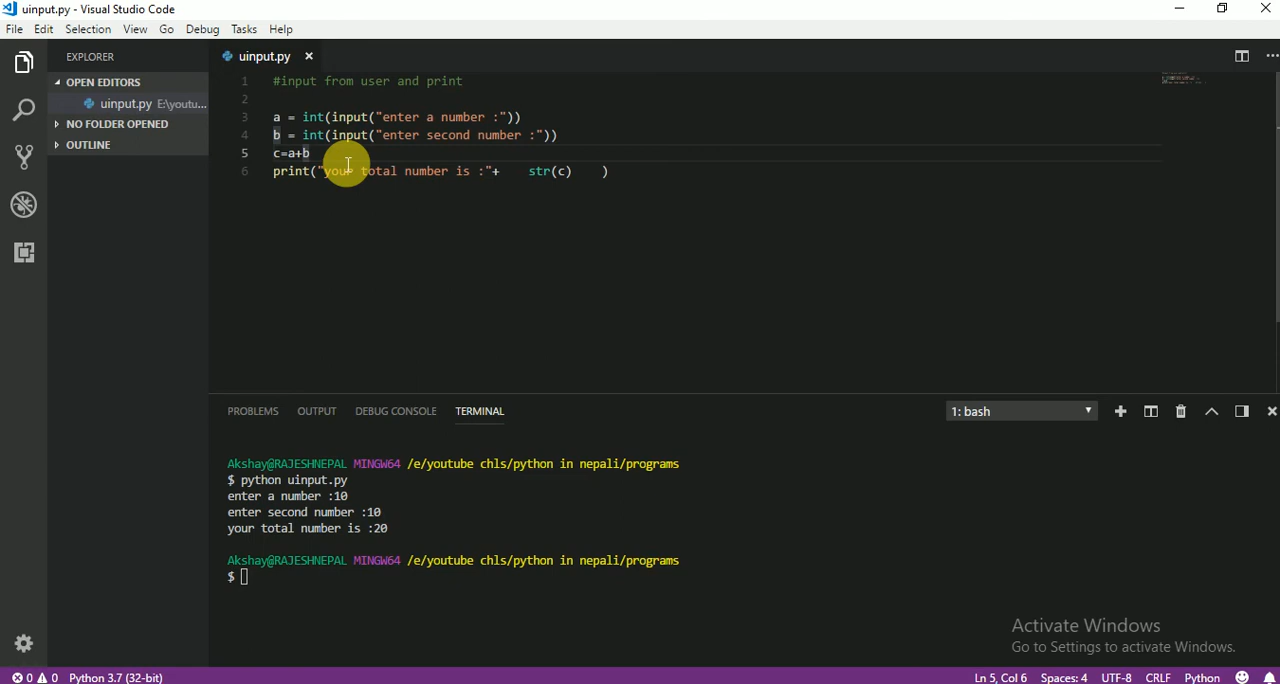 uinput.py - Visual Studio Code
File Edit Selection View Go Debug Tasks Help
EXPLORER
OPEN EDITORS
uinput.py E:\youtu...
NO FOLDER OPENED
OUTLINE
uinput.py ×
1 #input from user and print
2
3 a = int(input("enter a number :"))
4 b = int(input("enter second number :"))
5 c=a+b
6 print("your total number is :"+    str(c)    )
PROBLEMS OUTPUT DEBUG CONSOLE TERMINAL 1: bash
Akshay@RAJESHNEPAL MINGW64 /e/youtube chls/python in nepali/programs
$ python uinput.py
enter a number :10
enter second number :10
your total number is :20
Akshay@RAJESHNEPAL MINGW64 /e/youtube chls/python in nepali/programs
$
Activate Windows
Go to Settings to activate Windows.
0 0 Python 3.7 (32-bit) Ln 5, Col 6 Spaces: 4 UTF-8 CRLF Python